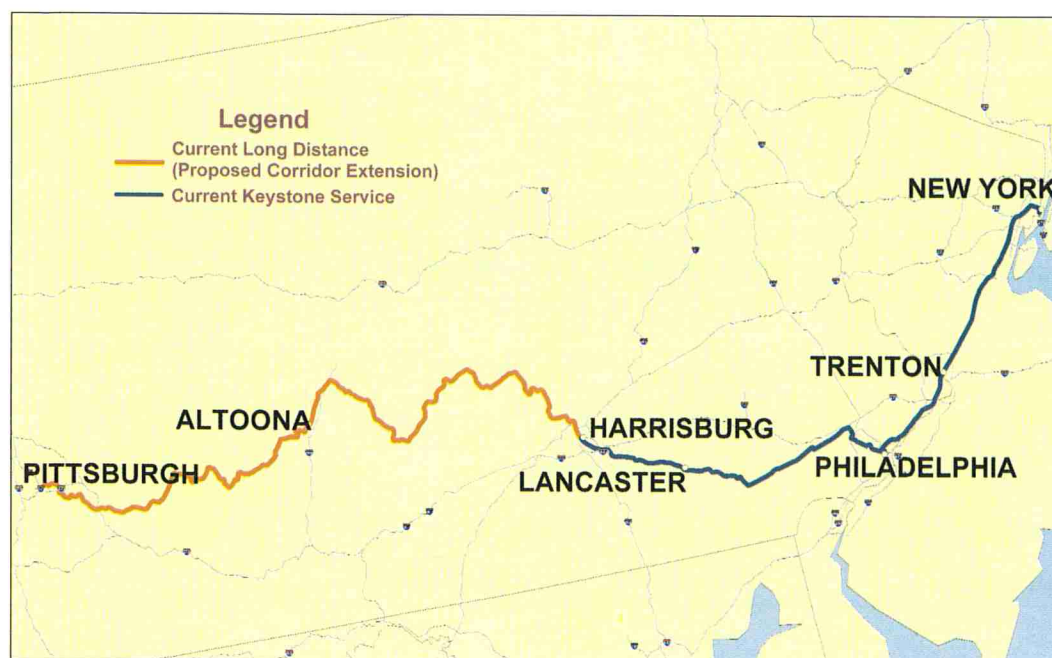 Legend
Current Long Distance
(Proposed Corridor Extension)
Current Keystone Service
NEW YORK
TRENTON
ALTOONA
HARRISBURG
PITTSBURGH
LANCASTER
PHILADELPHIA